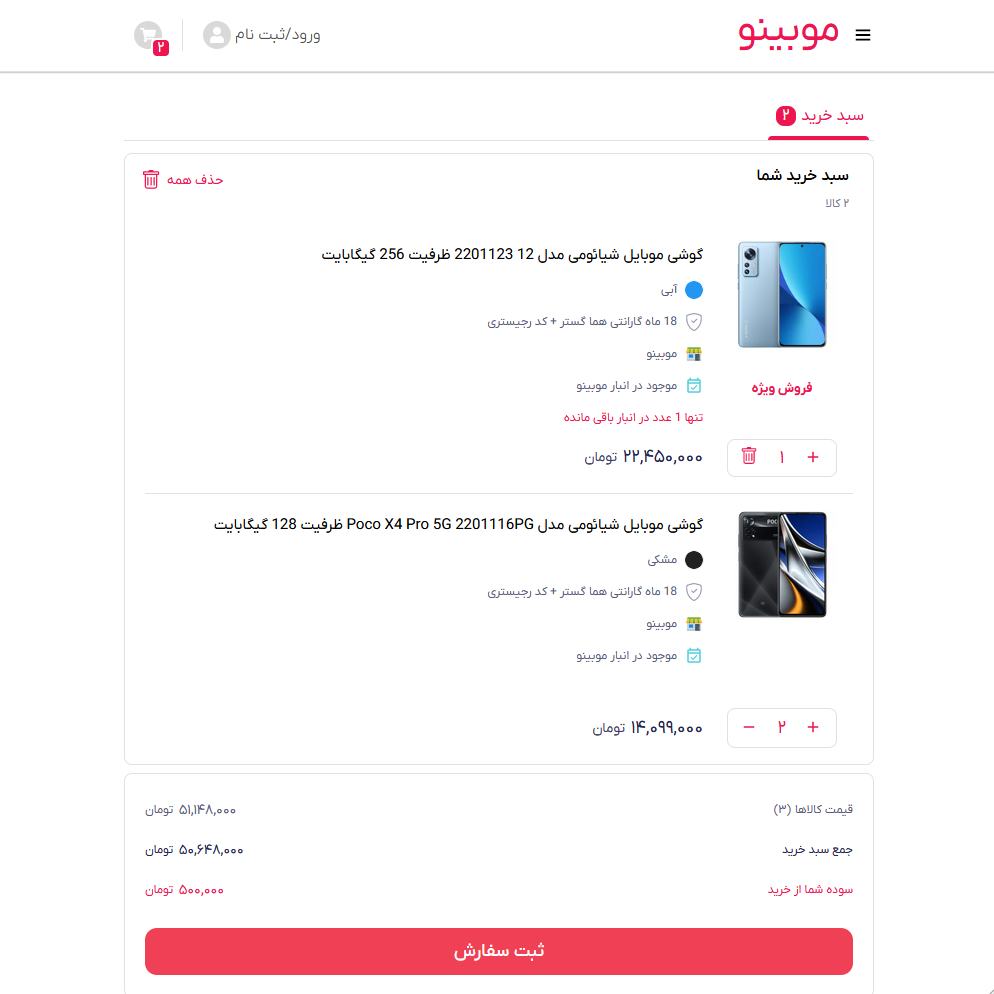 موبینو
ورود/ثبت نام
۲
سبد خرید ۲
سبد خرید شما
حذف همه
۲ کالا
گوشی موبایل شیائومی مدل 12 2201123 ظرفیت 256 گیگابایت
آبی
18 ماه گارانتی هما گستر + کد رجیستری
موبینو
موجود در انبار موبینو
فروش ویژه
تنها 1 عدد در انبار باقی مانده
+ ۱
۲۲,۴۵۰,۰۰۰ تومان
گوشی موبایل شیائومی مدل Poco X4 Pro 5G 2201116PG ظرفیت 128 گیگابایت
مشکی
18 ماه گارانتی هما گستر + کد رجیستری
موبینو
موجود در انبار موبینو
+ ۲ −
۱۴,۰۹۹,۰۰۰ تومان
قیمت کالاها (۳)
۵۱,۱۴۸,۰۰۰ تومان
جمع سبد خرید
۵۰,۶۴۸,۰۰۰ تومان
سوده شما از خرید
۵۰۰,۰۰۰ تومان
ثبت سفارش